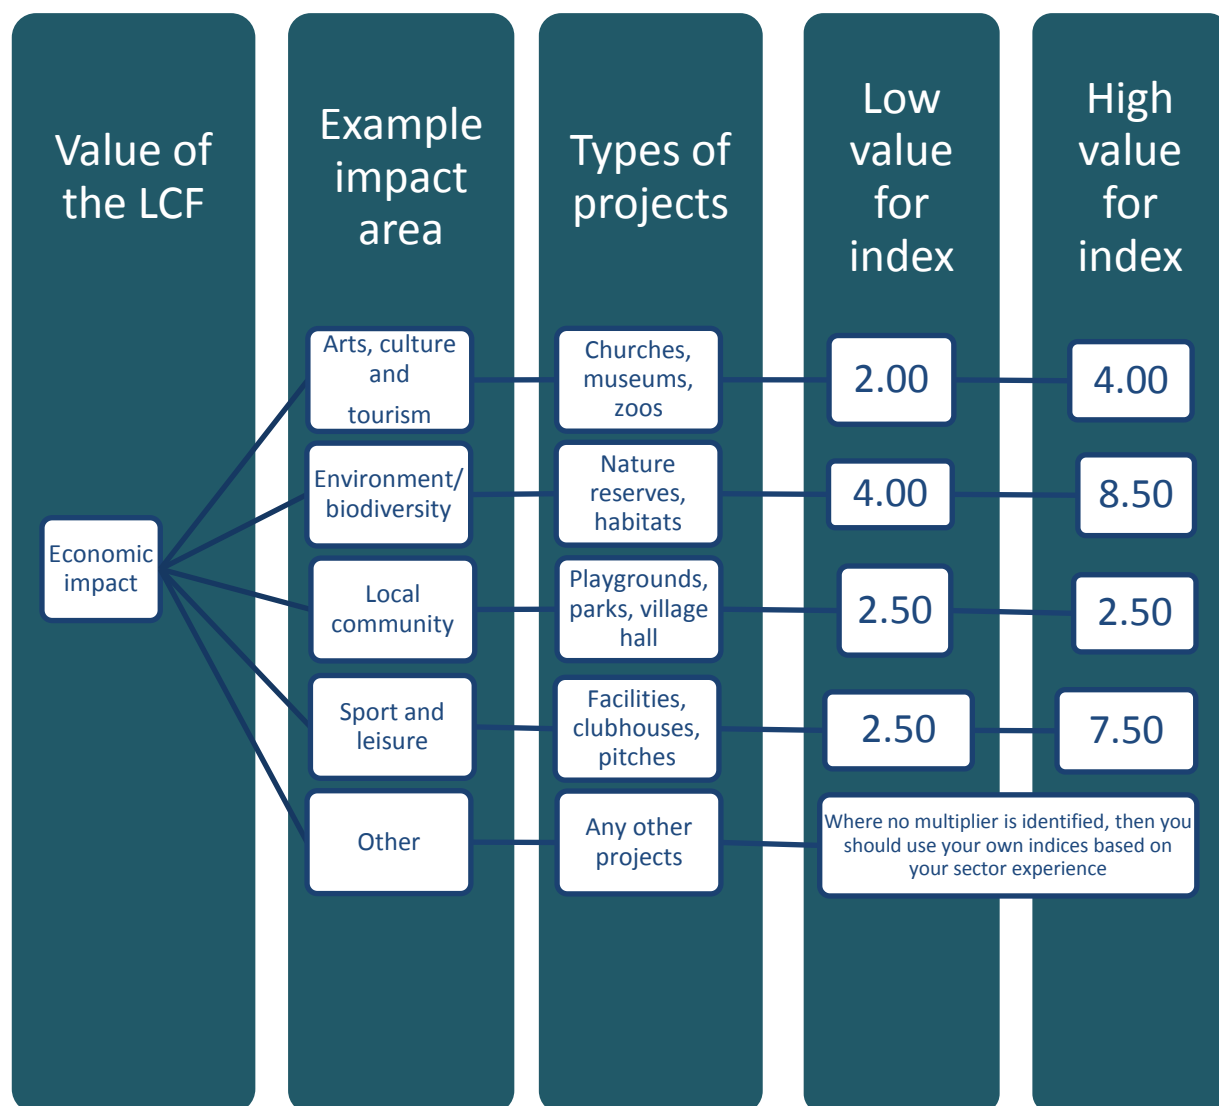 Value of
the LCF
Example
impact
area
Types of
projects
Low
value
for
index
High
value
for
index
Economic
impact
Arts, culture
and
tourism
Churches,
museums,
zoos
2.00
4.00
Environment/
biodiversity
Nature
reserves,
habitats
4.00
8.50
Local
community
Playgrounds,
parks, village
hall
2.50
2.50
Sport and
leisure
Facilities,
clubhouses,
pitches
2.50
7.50
Other
Any other
projects
Where no multiplier is identified, then you
should use your own indices based on
your sector experience